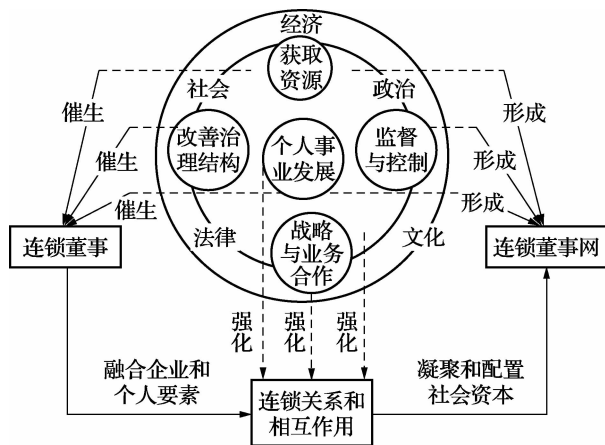 经济
获取
资源
社会
政治
催生
形成
改善治
理结构
个人事
业发展
监督
与控制
催生
形成
催生
形成
法律
战略
与业务
合作
文化
连锁董事
连锁董事网
强化
强化
强化
融合企业和
个人要素
凝聚和配置
社会资本
连锁关系和
相互作用